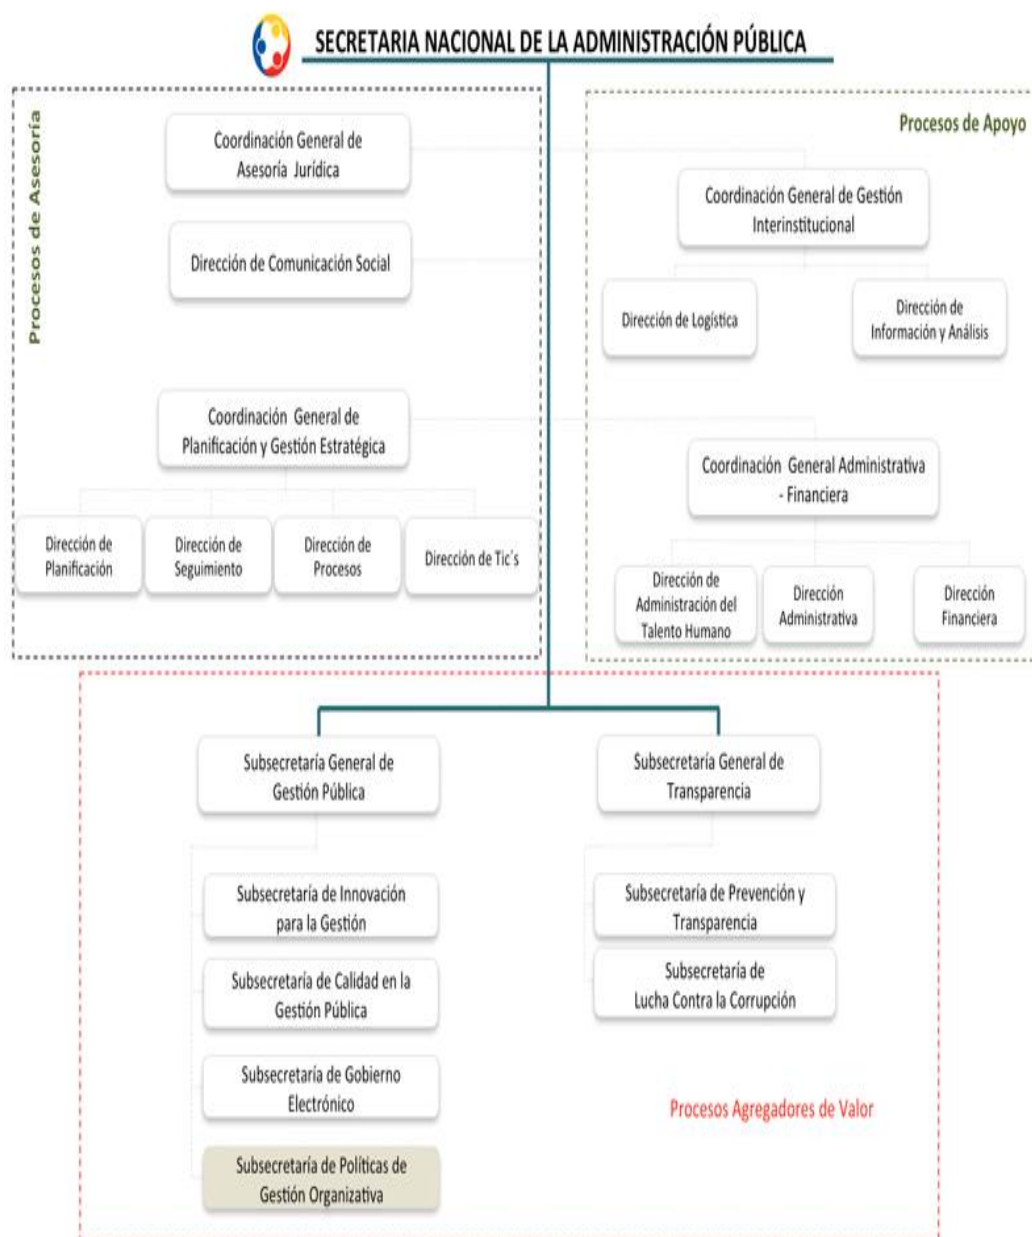 SECRETARIA NACIONAL DE LA ADMINISTRACIÓN PÚBLICA
Procesos de Asesoría
Coordinación General de
Asesoría Jurídica
Dirección de Comunicación Social
Coordinación General de
Planificación y Gestión Estratégica
Dirección de
Planificación
Dirección de
Seguimiento
Dirección de
Procesos
Dirección de Tic´s
Procesos de Apoyo
Coordinación General de Gestión
Interinstitucional
Dirección de Logística
Dirección de
Información y Análisis
Coordinación General Administrativa
- Financiera
Dirección de
Administración del
Talento Humano
Dirección
Administrativa
Dirección
Financiera
Subsecretaría General de
Gestión Pública
Subsecretaría de Innovación
para la Gestión
Subsecretaría de Calidad en la
Gestión Pública
Subsecretaría de Gobierno
Electrónico
Subsecretaría de Políticas de
Gestión Organizativa
Subsecretaría General de
Transparencia
Subsecretaría de Prevención y
Transparencia
Subsecretaría de
Lucha Contra la Corrupción
Procesos Agregadores de Valor